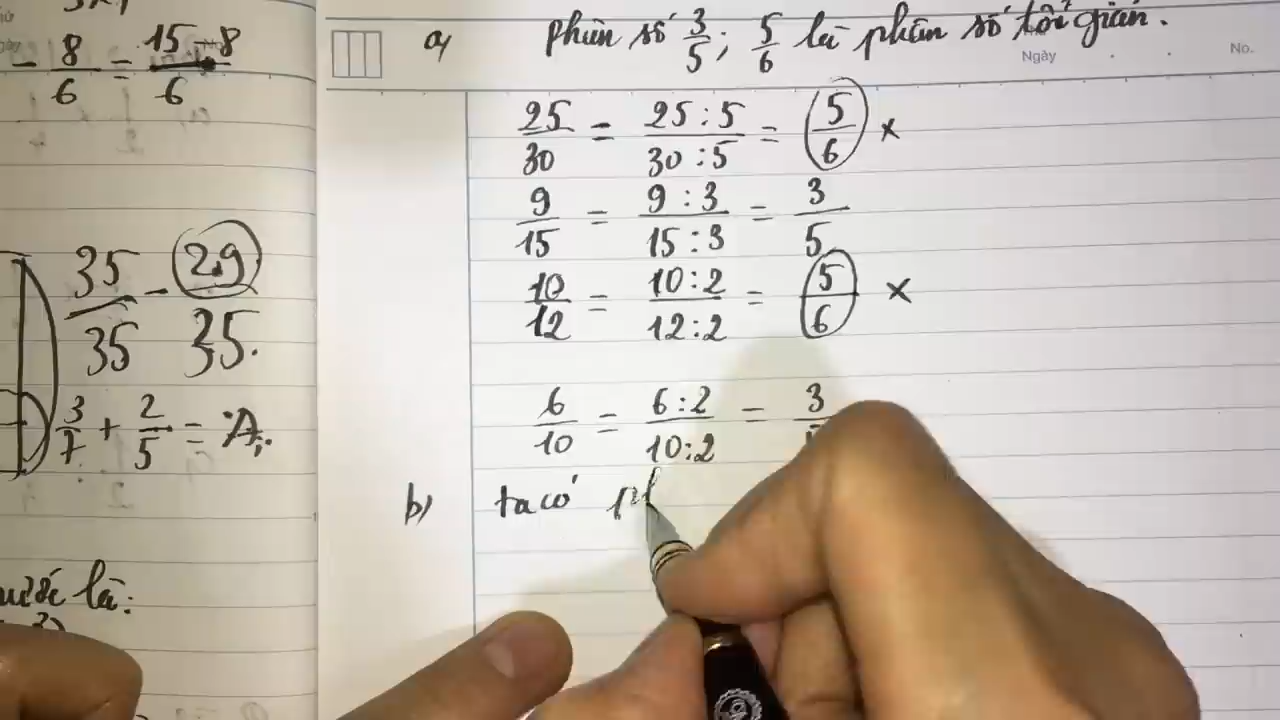 - 8/6 = 15 - 8/6
35/35 - 29/35.
3/7 + 2/5 =
là:
a) phân số 3/5; 5/6 là phân số tối giản.
Ngày No.
25/30 = 25:5/30:5 = 5/6 ×
9/15 = 9:3/15:3 = 3/5
10/12 = 10:2/12:2 = 5/6 ×
6/10 = 6:2/10:2 = 3
b) ta có